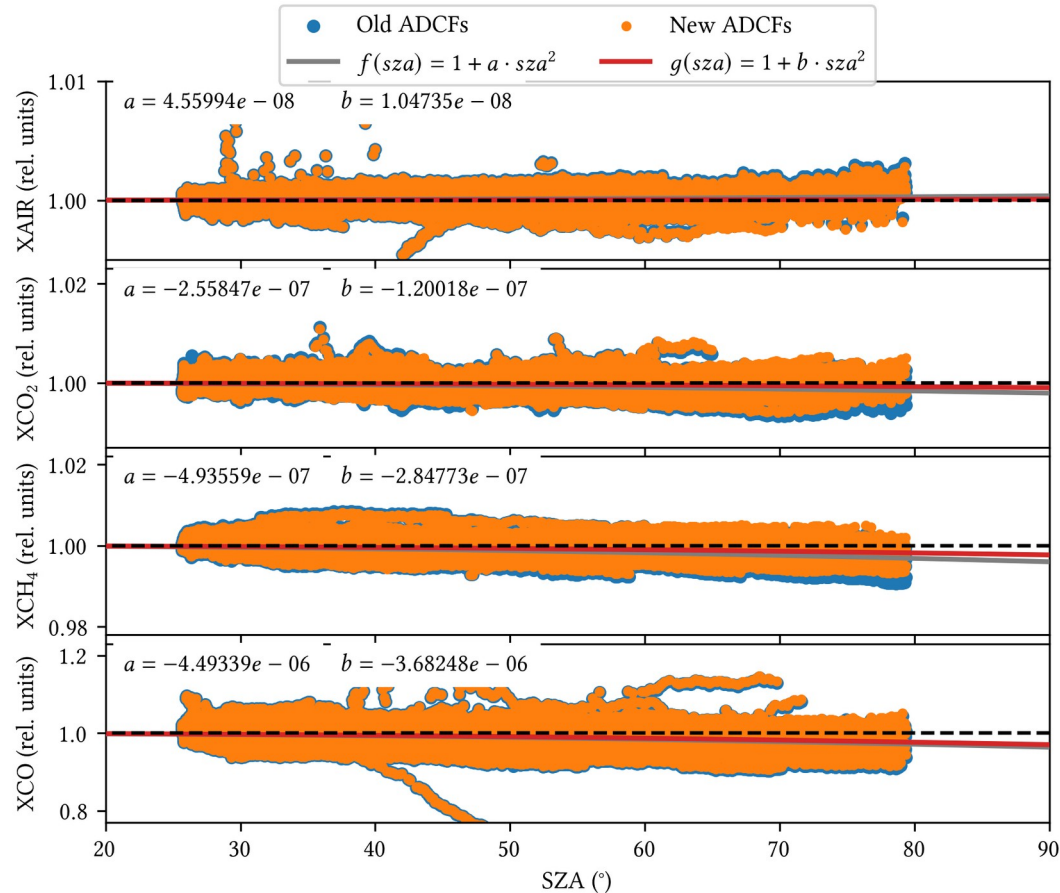 Old ADCFs New ADCFs
f(sza) = 1 + a · sza² g(sza) = 1 + b · sza²
1.01
a = 4.55994e − 08 b = 1.04735e − 08
XAIR (rel. units)
1.00
1.02
a = −2.55847e − 07 b = −1.20018e − 07
XCO₂ (rel. units)
1.00
1.02
a = −4.93559e − 07 b = −2.84773e − 07
XCH₄ (rel. units)
1.00
0.98
1.2
a = −4.49339e − 06 b = −3.68248e − 06
XCO (rel. units)
1.0
0.8
20 30 40 50 60 70 80 90
SZA (°)